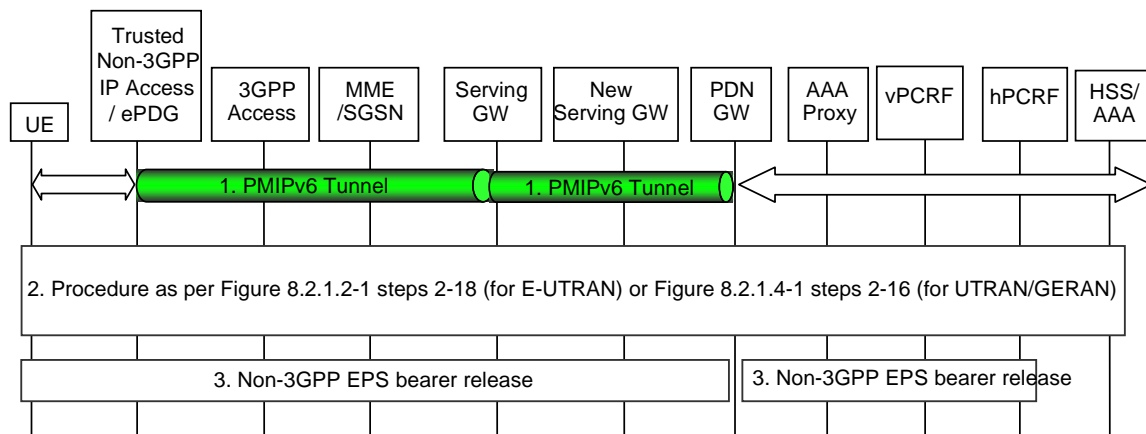 UE
Trusted
Non-3GPP
IP Access
/ ePDG
3GPP
Access
MME
/SGSN
Serving
GW
New
Serving GW
PDN
GW
AAA
Proxy
vPCRF
hPCRF
HSS/
AAA
1. PMIPv6 Tunnel
1. PMIPv6 Tunnel
2. Procedure as per Figure 8.2.1.2-1 steps 2-18 (for E-UTRAN) or Figure 8.2.1.4-1 steps 2-16 (for UTRAN/GERAN)
3. Non-3GPP EPS bearer release
3. Non-3GPP EPS bearer release